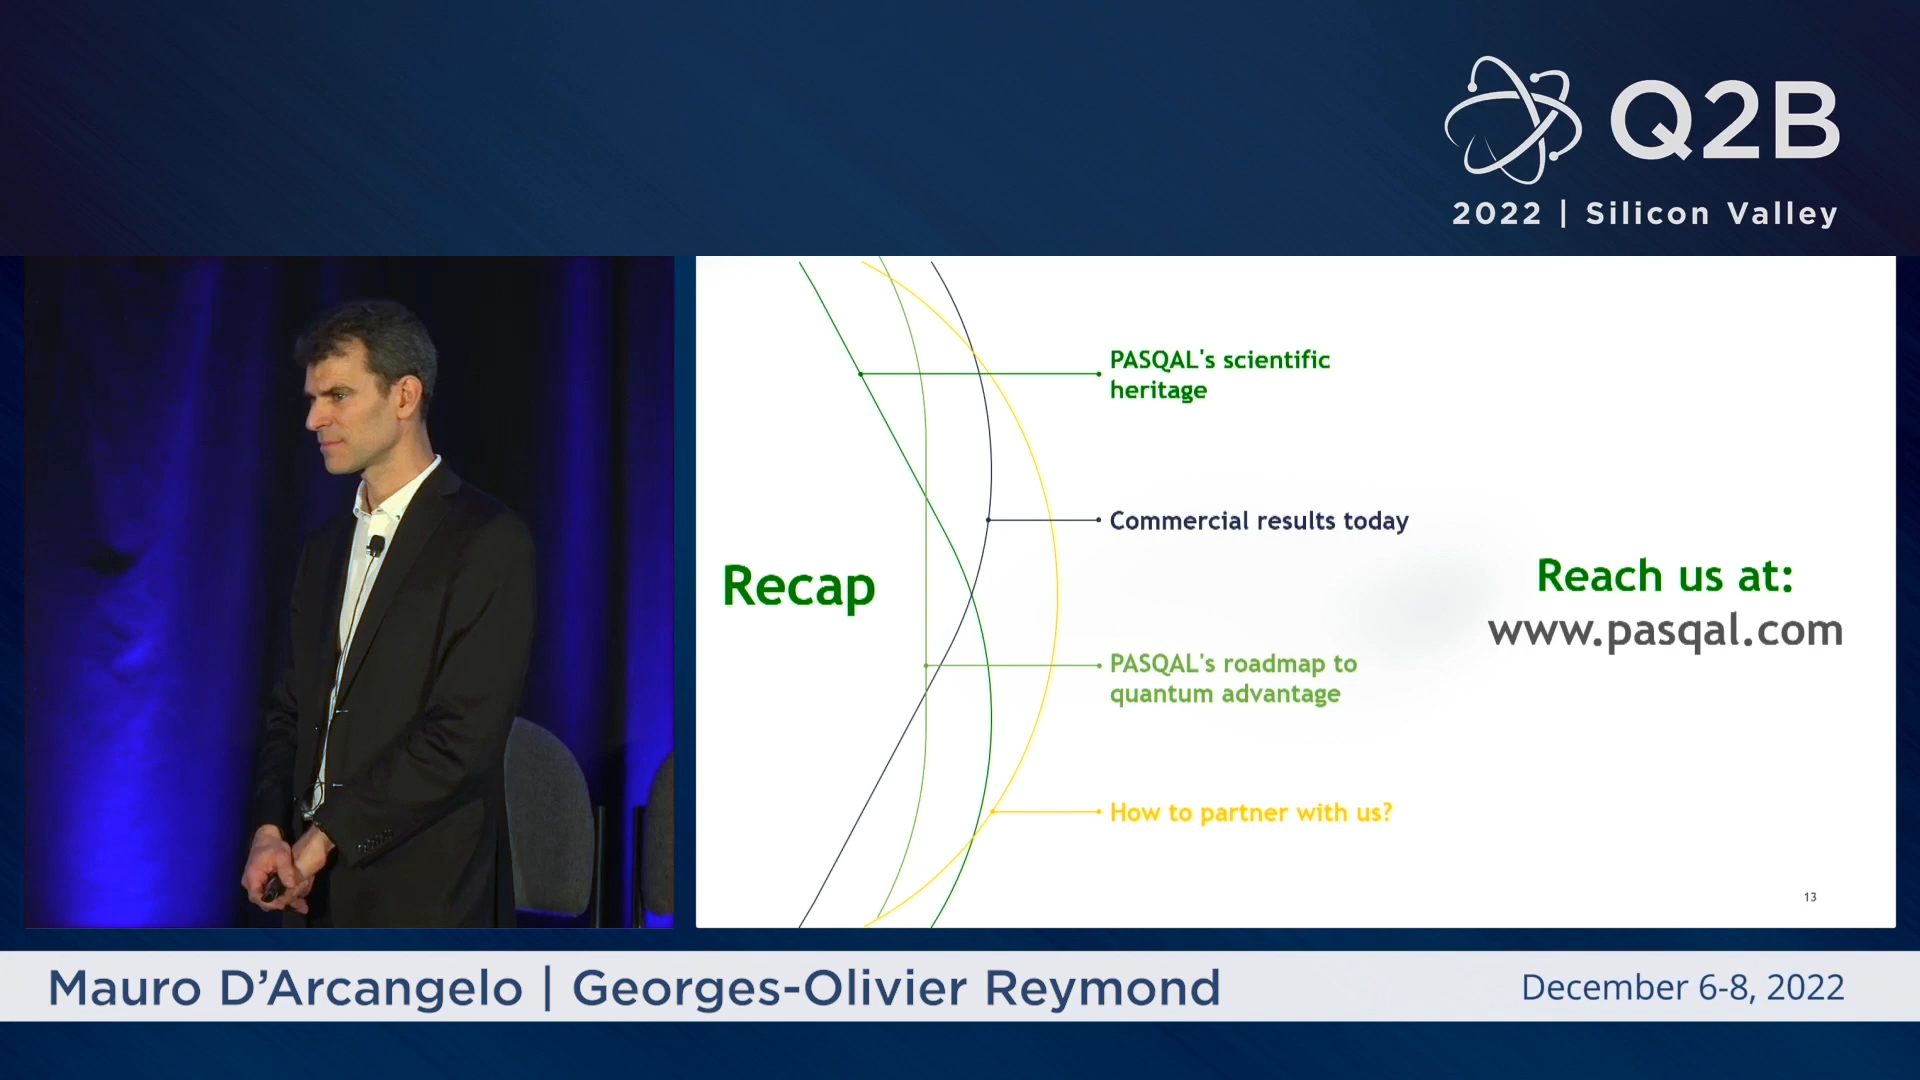 Q2B
2022 | Silicon Valley
PASQAL's scientific
heritage
Commercial results today
Recap
Reach us at:
www.pasqal.com
PASQAL's roadmap to
quantum advantage
How to partner with us?
13
Mauro D’Arcangelo | Georges-Olivier Reymond
December 6-8, 2022